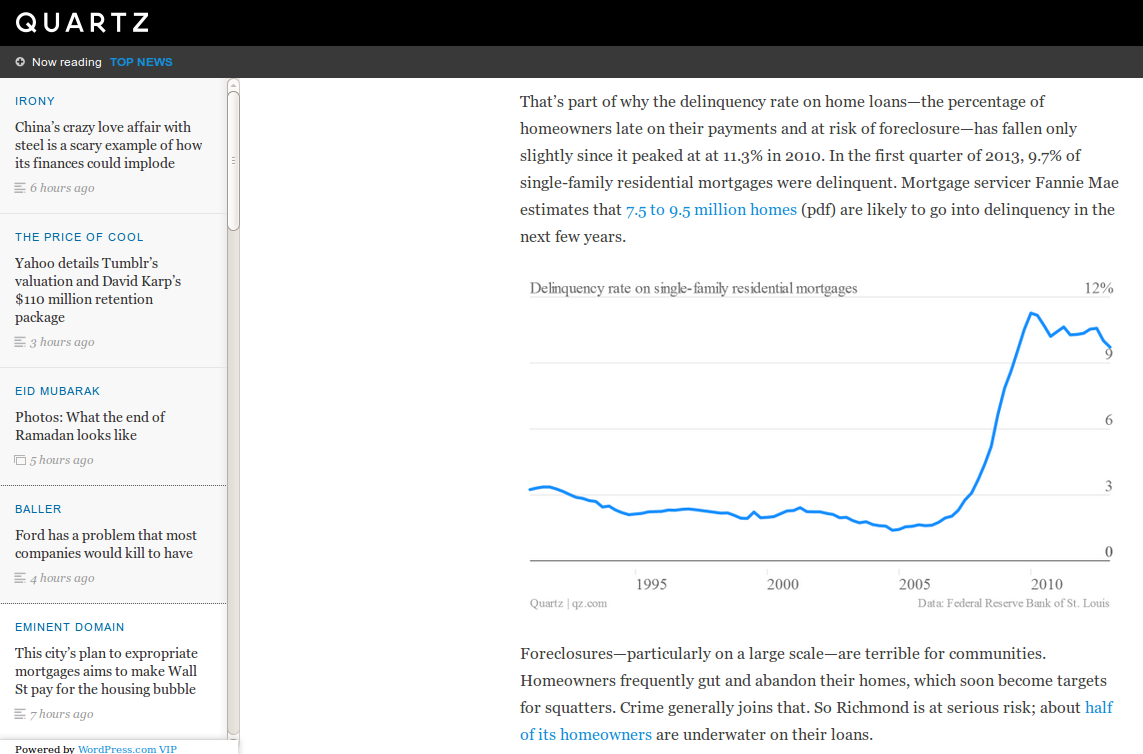 QUARTZ
Now reading TOP NEWS
IRONY
China’s crazy love affair with
steel is a scary example of how
its finances could implode
6 hours ago
THE PRICE OF COOL
Yahoo details Tumblr’s
valuation and David Karp’s
$110 million retention
package
3 hours ago
EID MUBARAK
Photos: What the end of
Ramadan looks like
5 hours ago
BALLER
Ford has a problem that most
companies would kill to have
4 hours ago
EMINENT DOMAIN
This city’s plan to expropriate
mortgages aims to make Wall
St pay for the housing bubble
7 hours ago
Powered by WordPress.com VIP
That’s part of why the delinquency rate on home loans—the percentage of
homeowners late on their payments and at risk of foreclosure—has fallen only
slightly since it peaked at at 11.3% in 2010. In the first quarter of 2013, 9.7% of
single-family residential mortgages were delinquent. Mortgage servicer Fannie Mae
estimates that 7.5 to 9.5 million homes (pdf) are likely to go into delinquency in the
next few years.
Delinquency rate on single-family residential mortgages
12%
9
6
3
0
1995 2000 2005 2010
Quartz | qz.com
Data: Federal Reserve Bank of St. Louis
Foreclosures—particularly on a large scale—are terrible for communities.
Homeowners frequently gut and abandon their homes, which soon become targets
for squatters. Crime generally joins that. So Richmond is at serious risk; about half
of its homeowners are underwater on their loans.